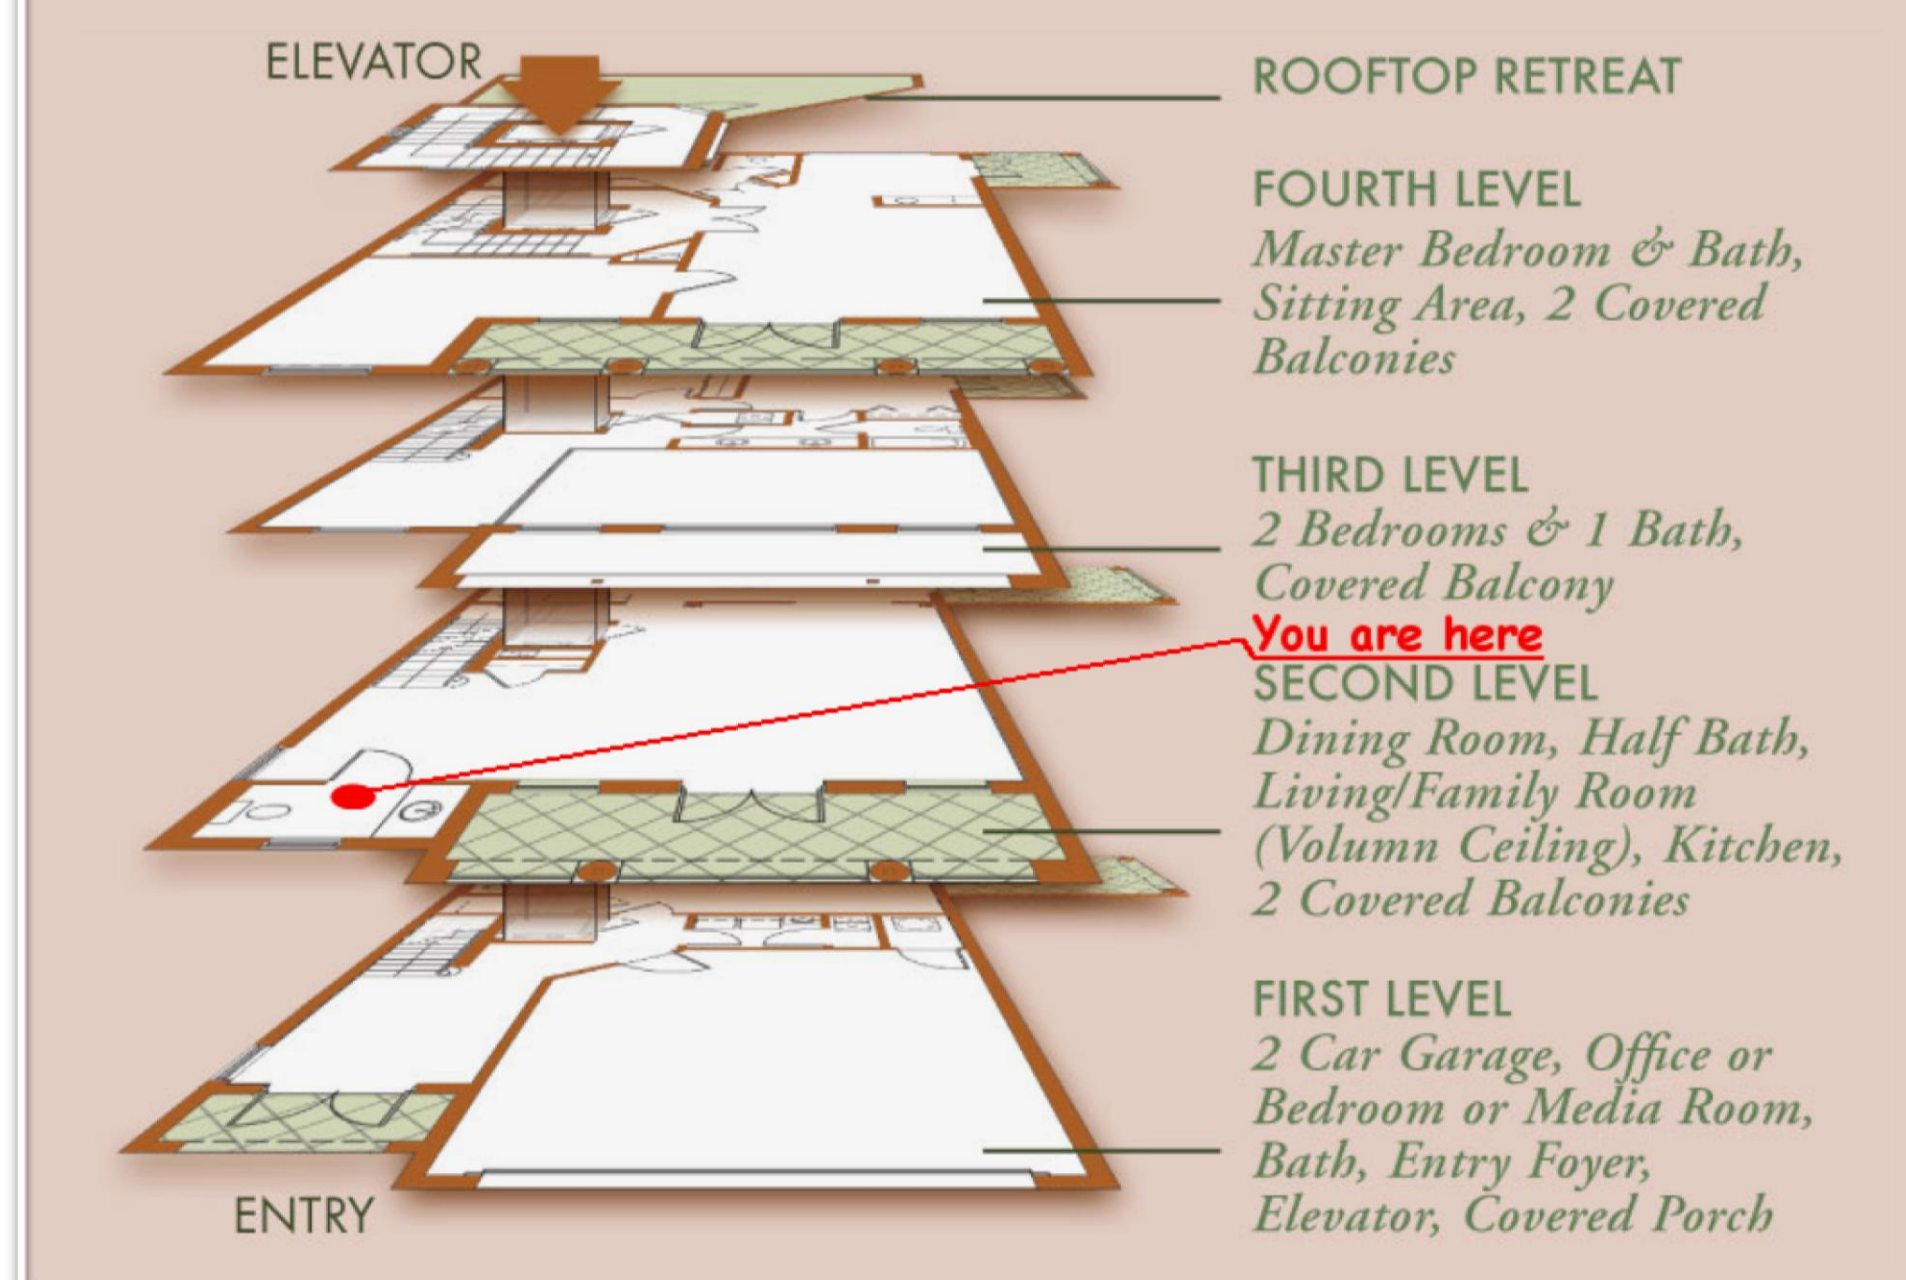 ELEVATOR
ROOFTOP RETREAT
FOURTH LEVEL
Master Bedroom & Bath,
Sitting Area, 2 Covered
Balconies
THIRD LEVEL
2 Bedrooms & 1 Bath,
Covered Balcony
You are here
SECOND LEVEL
Dining Room, Half Bath,
Living/Family Room
(Volumn Ceiling), Kitchen,
2 Covered Balconies
FIRST LEVEL
2 Car Garage, Office or
Bedroom or Media Room,
Bath, Entry Foyer,
Elevator, Covered Porch
ENTRY